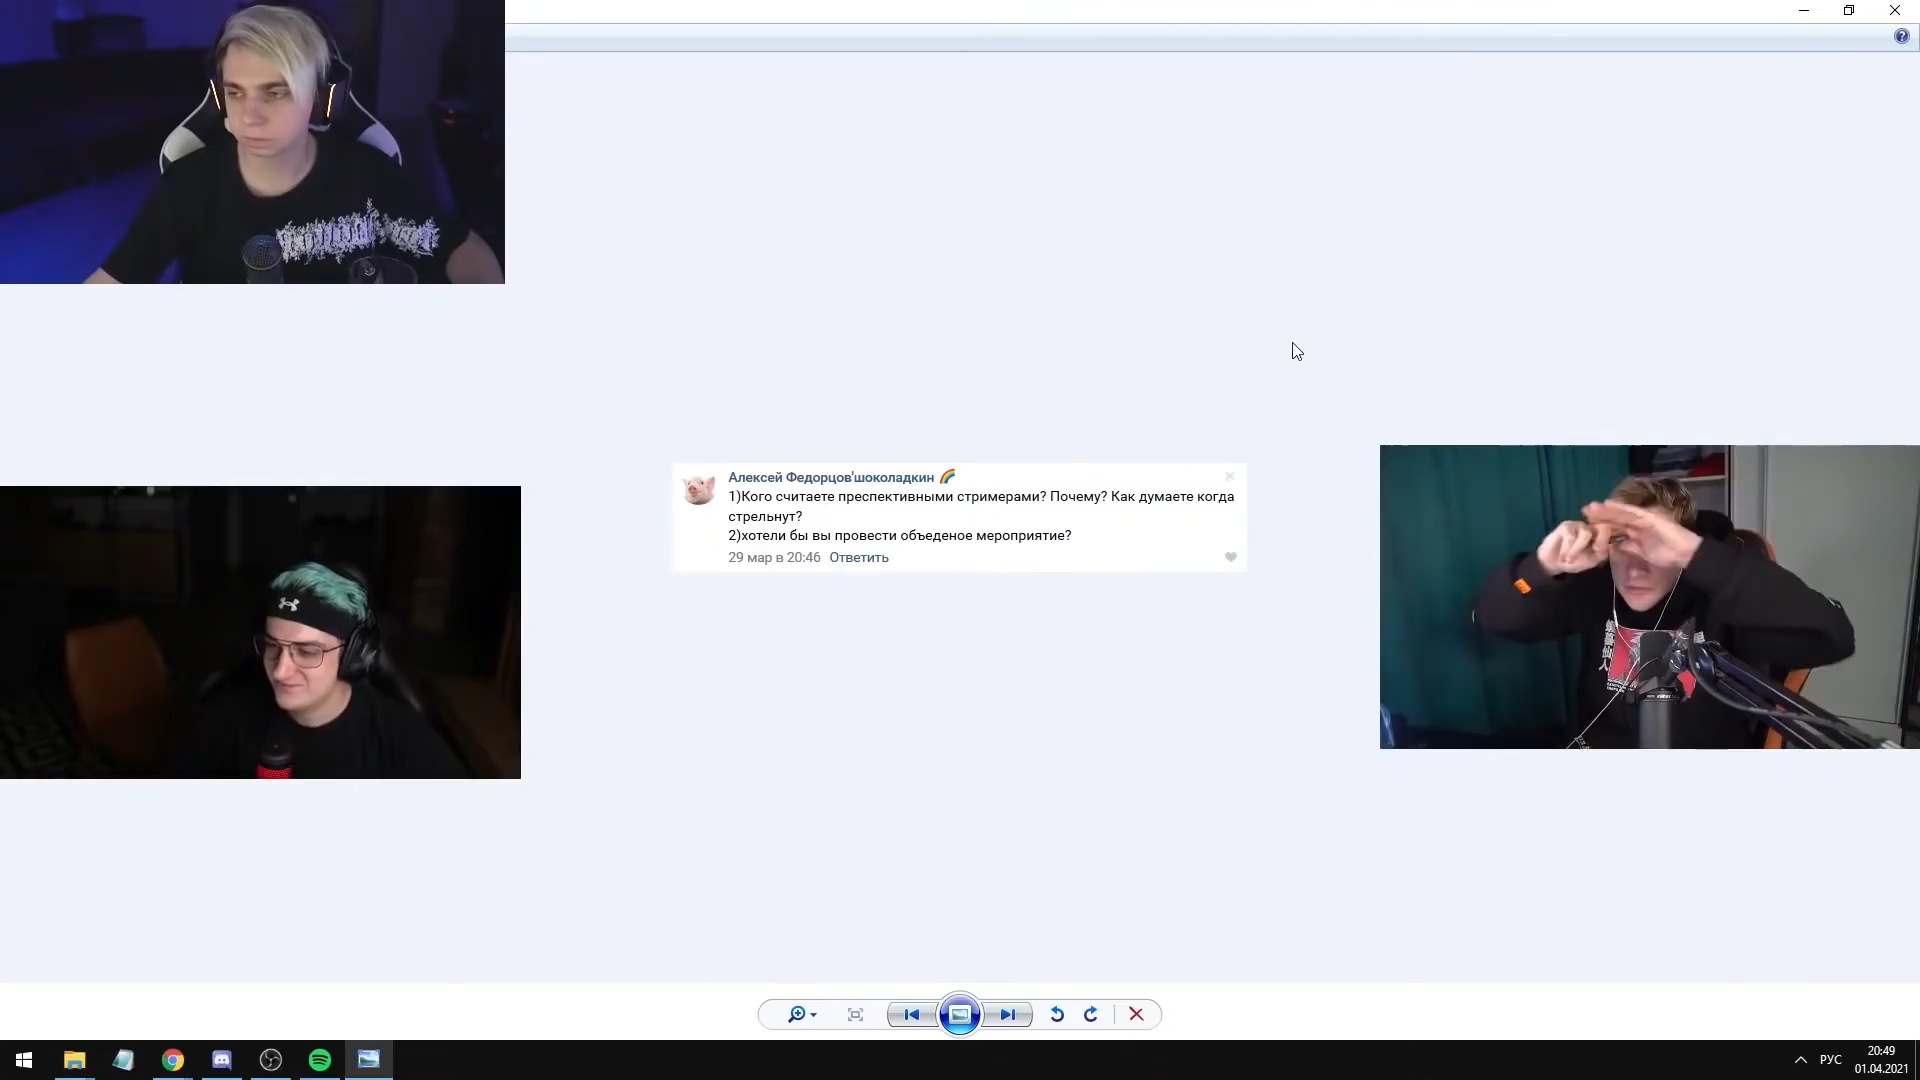 Алексей Федорцов'шоколадкин
1)Кого считаете преспективными стримерами? Почему? Как думаете когда
стрельнут?
2)хотели бы вы провести объеденое мероприятие?
29 мар в 20:46 Ответить
РУС
20:49
01.04.2021